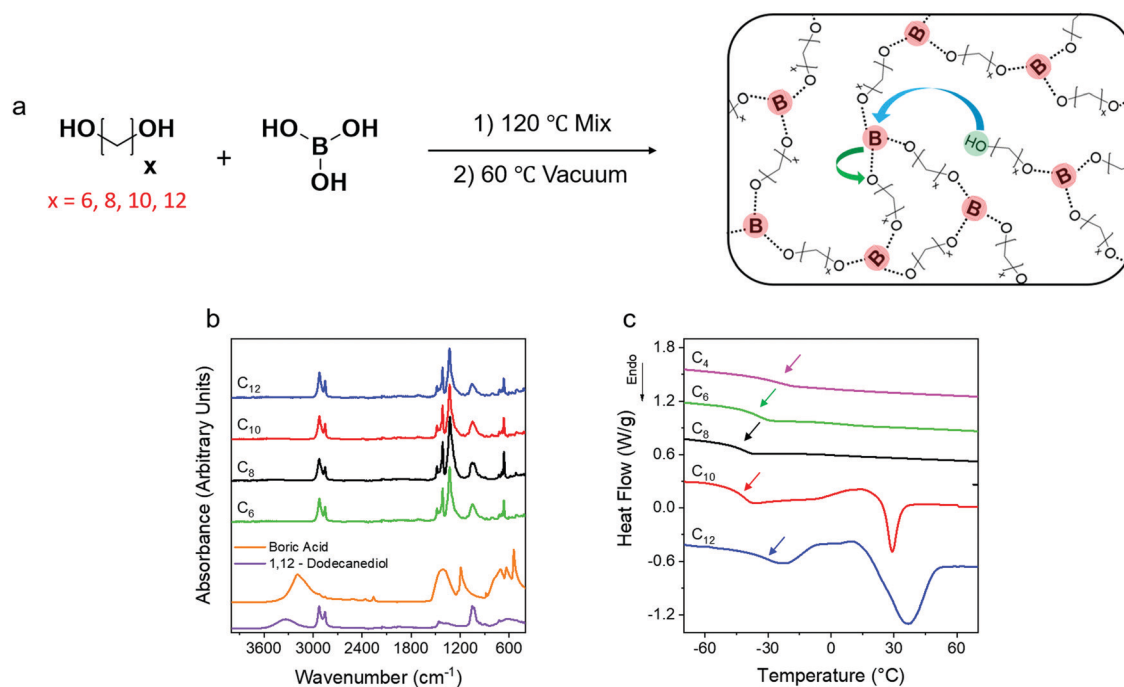 a
HO OH
x
x = 6, 8, 10, 12
+
HO OH
B
OH
1) 120 °C Mix
2) 60 °C Vacuum
B
O
x
HO
b
Absorbance (Arbitrary Units)
C12
C10
C8
C6
Boric Acid
1,12 - Dodecanediol
3600 3000 2400 1800 1200 600
Wavenumber (cm-1)
c
Heat Flow (W/g)
Endo
1.8
1.2
0.6
0.0
-0.6
-1.2
C4
C6
C8
C10
C12
-60 -30 0 30 60
Temperature (°C)